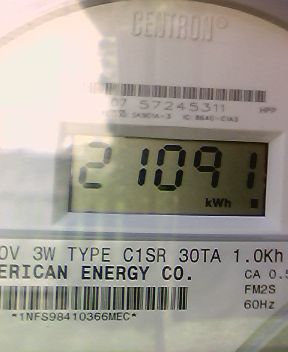 CENTRON®
07 57245311 HPP
21091
kWh
0V 3W TYPE C1SR 30TA 1.0Kh
ERICAN ENERGY CO. CA 0.5
FM2S
*1NFS98410366MEC* 60Hz